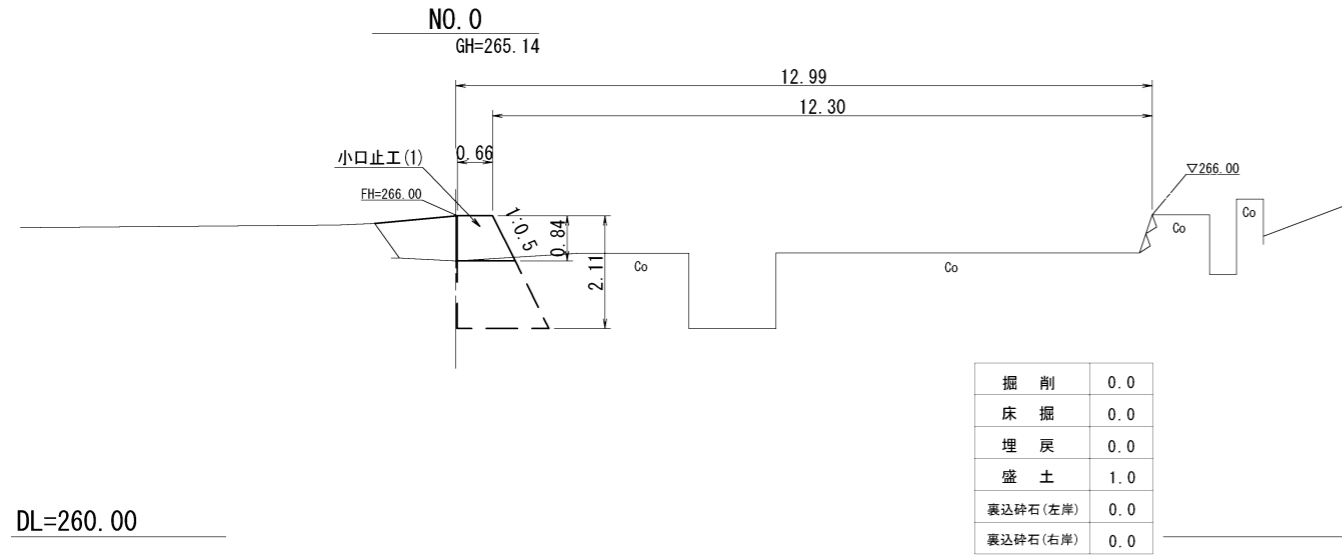 NO.0
GH=265.14
12.99
12.30
0.66
小口止工(1)
FH=266.00
1:0.5
0.84
2.11
▽266.00
Co
Co
Co
Co
掘 削 0.0
床 掘 0.0
埋 戻 0.0
盛 土 1.0
裏込砕石(左岸) 0.0
裏込砕石(右岸) 0.0
DL=260.00